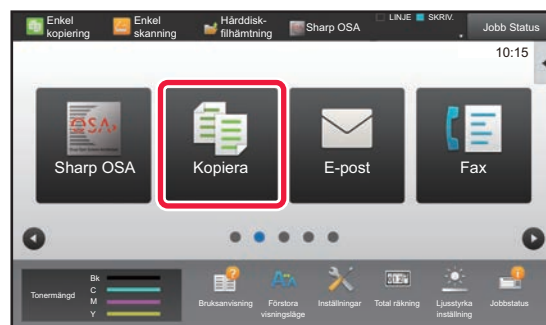 Enkel kopiering
Enkel skanning
Hårddisk-filhämtning
Sharp OSA
LINJE
SKRIV.
Jobb Status
10:15
OSA
Sharp OSA
Kopiera
E-post
Fax
Tonermängd
Bk
C
M
Y
Bruksanvisning
Förstora visningsläge
Inställningar
Total räkning
Ljusstyrka inställning
Jobbstatus